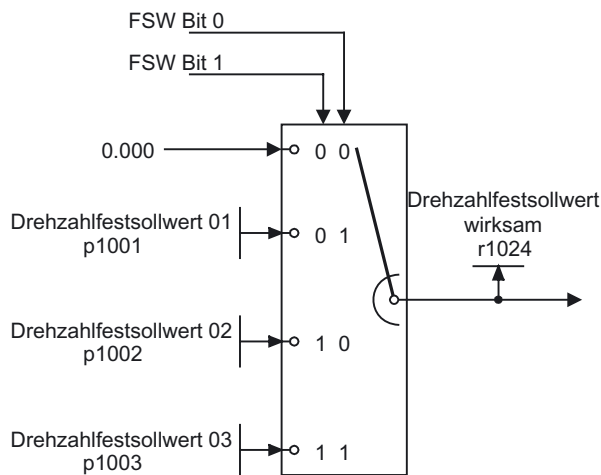 FSW Bit 0
FSW Bit 1
0.000
0 0
Drehzahlfestsollwert 01
p1001
0 1
Drehzahlfestsollwert
wirksam
r1024
Drehzahlfestsollwert 02
p1002
1 0
Drehzahlfestsollwert 03
p1003
1 1